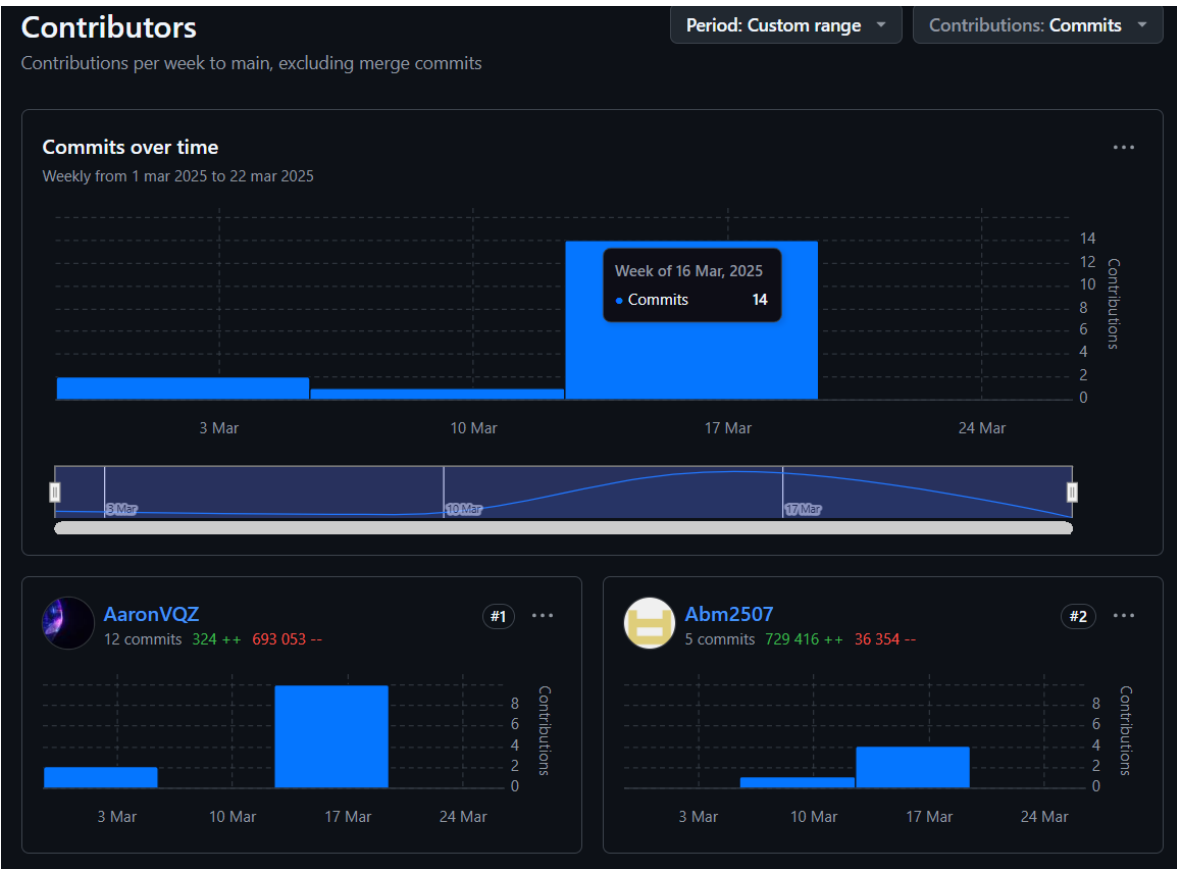 Contributors
Period: Custom range
Contributions: Commits
Contributions per week to main, excluding merge commits
Commits over time
Weekly from 1 mar 2025 to 22 mar 2025
14
12
10
8
6
4
2
0
Contributions
Week of 16 Mar, 2025
Commits 14
3 Mar 10 Mar 17 Mar 24 Mar
3 Mar 10 Mar 17 Mar
AaronVQZ #1
12 commits 324 ++ 693 053 --
8
6
4
2
0
Contributions
3 Mar 10 Mar 17 Mar 24 Mar
Abm2507 #2
5 commits 729 416 ++ 36 354 --
8
6
4
2
0
Contributions
3 Mar 10 Mar 17 Mar 24 Mar